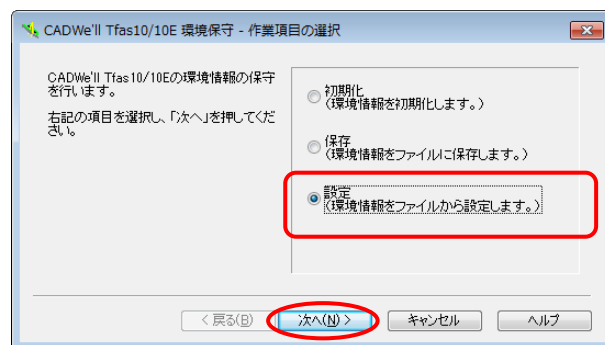 CADWe'll Tfas10/10E 環境保守 - 作業項目の選択
CADWe'll Tfas10/10Eの環境情報の保守
を行います。
右記の項目を選択し、「次へ」を押してくだ
さい。
初期化
(環境情報を初期化します。)
保存
(環境情報をファイルに保存します。)
設定
(環境情報をファイルから設定します。)
< 戻る(B)
次へ(N) >
キャンセル
ヘルプ